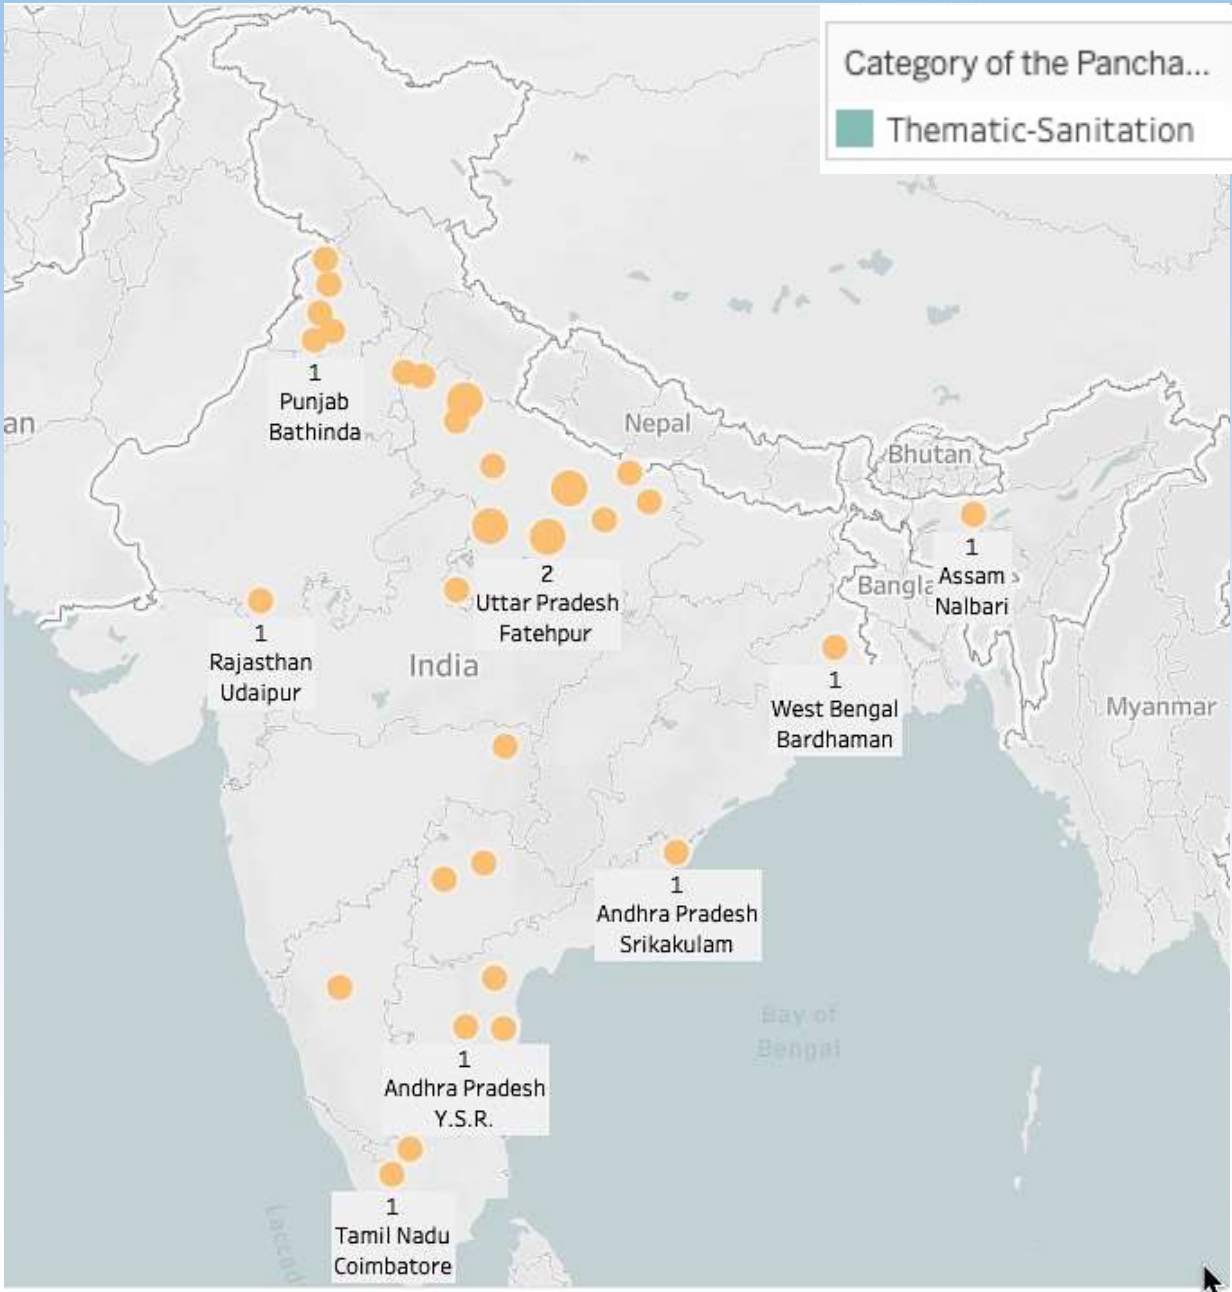 Category of the Pancha...
Thematic-Sanitation
1
Punjab
Bathinda
an
Nepal
Bhutan
1
Assam
Nalbari
Bangla
2
Uttar Pradesh
Fatehpur
1
Rajasthan
Udaipur
India
1
West Bengal
Bardhaman
Myanmar
1
Andhra Pradesh
Srikakulam
Bay of
Bengal
1
Andhra Pradesh
Y.S.R.
1
Tamil Nadu
Coimbatore
Laccad